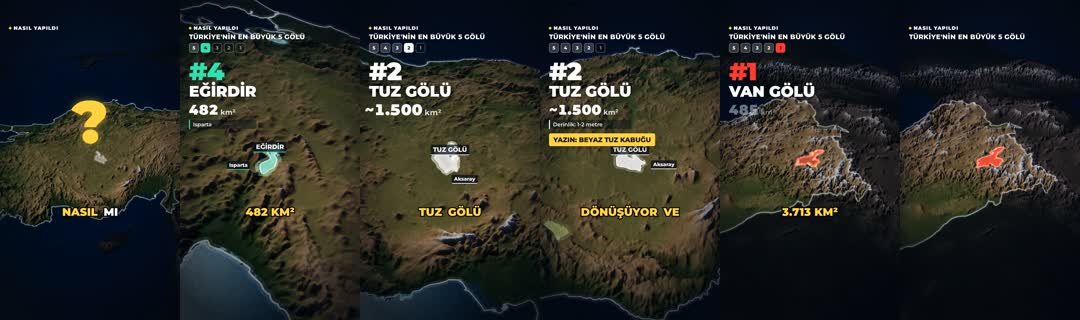 NASIL YAPILDI
?
NASIL MI
NASIL YAPILDI
TÜRKİYE'NİN EN BÜYÜK 5 GÖLÜ
5 4 3 2 1
#4
EĞİRDİR
482 km²
Isparta
EĞİRDİR
Isparta
482 KM²
NASIL YAPILDI
TÜRKİYE'NİN EN BÜYÜK 5 GÖLÜ
5 4 3 2 1
#2
TUZ GÖLÜ
~1.500 km²
TUZ GÖLÜ
Aksaray
TUZ GÖLÜ
NASIL YAPILDI
TÜRKİYE'NİN EN BÜYÜK 5 GÖLÜ
5 4 3 2 1
#2
TUZ GÖLÜ
~1.500 km²
Derinlik: 1-2 metre
YAZIN: BEYAZ TUZ KABUĞU
TUZ GÖLÜ
Aksaray
DÖNÜŞÜYOR VE
NASIL YAPILDI
TÜRKİYE'NİN EN BÜYÜK 5 GÖLÜ
5 4 3 2 1
#1
VAN GÖLÜ
485 km²
3.713 KM²
NASIL YAPILDI
TÜRKİYE'NİN EN BÜYÜK 5 GÖLÜ